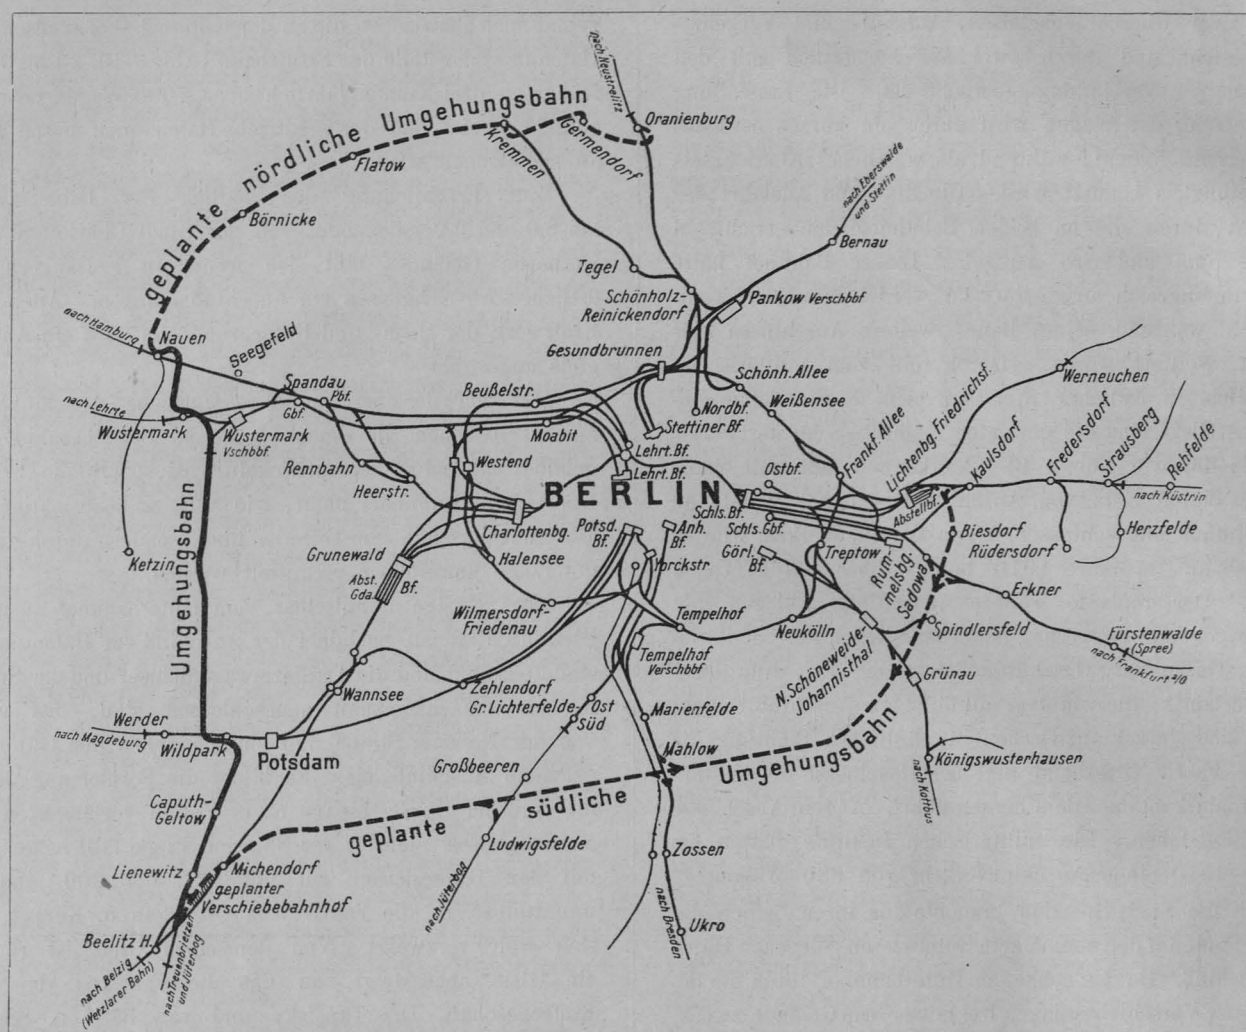 nach Neustrelitz
Oranienburg
geplante nördliche Umgehungsbahn
Kremmen
Germendorf
Flatow
nach Eberswalde
und Stettin
Börnicke
Bernau
Tegel
Schönholz-
Reinickendorf
Pankow Verschbbf
nach Hamburg
Nauen
Seegefeld
Gesundbrunnen
Spandau
Pbf.
Gbf.
Beußelstr.
Schönh. Allee
Werneuchen
nach Lehrte
Wustermark
Wustermark
Vschbbf.
Moabit
Nordbf.
Stettiner Bf.
Weißensee
Frankf. Allee
Lichtenbg. Friedrichsf.
Kaulsdorf
Fredersdorf
Strausberg
Rehfelde
nach Küstrin
Rennbahn
Heerstr.
Westend
Lehrt. Bf.
Lehrt. Bf.
Ostbf.
BERLIN
Abstellbf.
Schls. Bf.
Schls. Gbf.
Charlottenbg.
Potsd.
Bf.
Anh.
Bf.
Herzfelde
Biesdorf
Rüdersdorf
Ketzin
Grunewald
Abst.
Gda.
Bf.
Halensee
Yorckstr.
Görl.
Bf.
Treptow
Rum-
melsbg.
Sadowa
Erkner
Umgehungsbahn
Wilmersdorf-
Friedenau
Tempelhof
Neukölln
Spindlersfeld
Fürstenwalde
(Spree)
nach Frankfurt a/O
Tempelhof
Verschbbf
N. Schöneweide-
Johannisthal
Grünau
Wannsee
Zehlendorf
Gr. Lichterfelde
Ost
Süd
Marienfelde
Werder
nach Magdeburg
Wildpark
Potsdam
Mahlow
Königswusterhausen
nach Kottbus
Großbeeren
geplante südliche Umgehungsbahn
Caputh-
Geltow
Ludwigsfelde
nach Jüterbog
Zossen
Lienewitz
Michendorf
geplanter
Verschiebebahnhof
nach Dresden
Ukro
Beelitz H.
nach Belzig
(Wetzlarer Bahn)
nach Treuenbrietzen
und Jüterbog